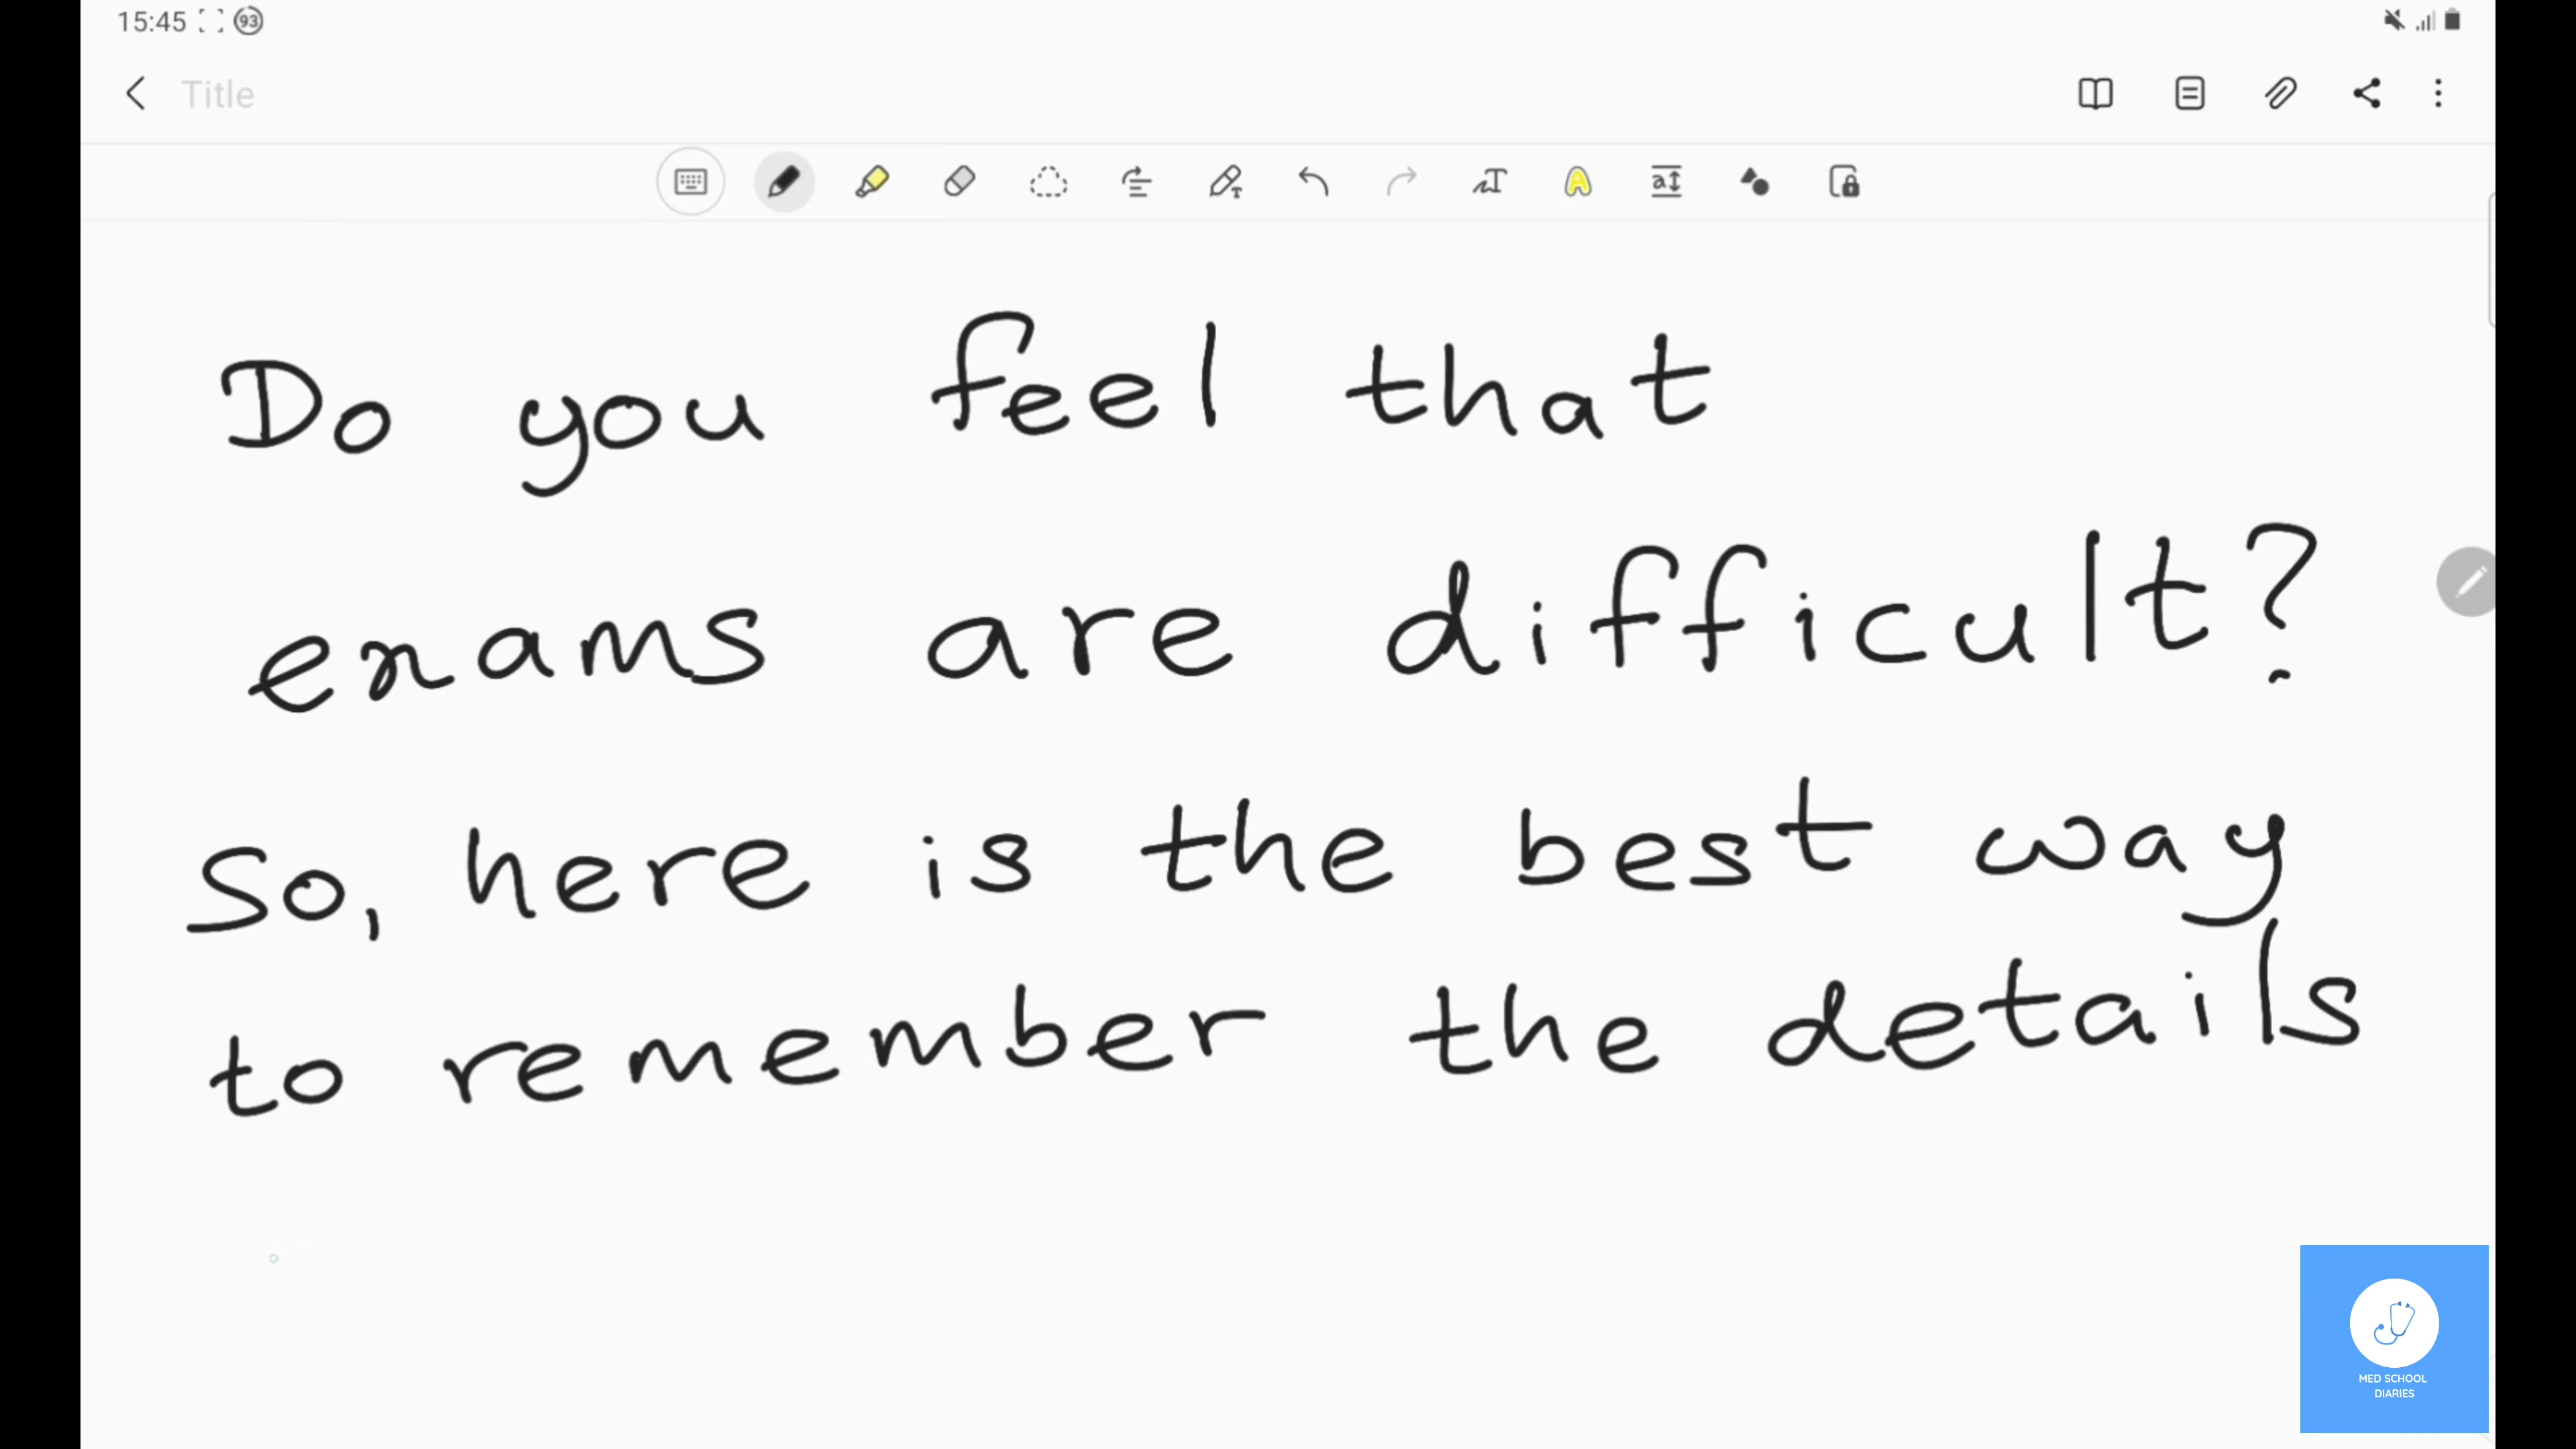 15:45
93
Title
Do you feel that
exams are difficult?
So, here is the best way
to remember the details
MED SCHOOL
DIARIES